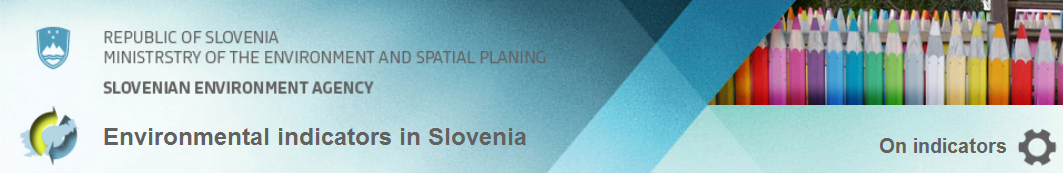 REPUBLIC OF SLOVENIA
MINISTRSTRY OF THE ENVIRONMENT AND SPATIAL PLANING
SLOVENIAN ENVIRONMENT AGENCY
Environmental indicators in Slovenia
On indicators